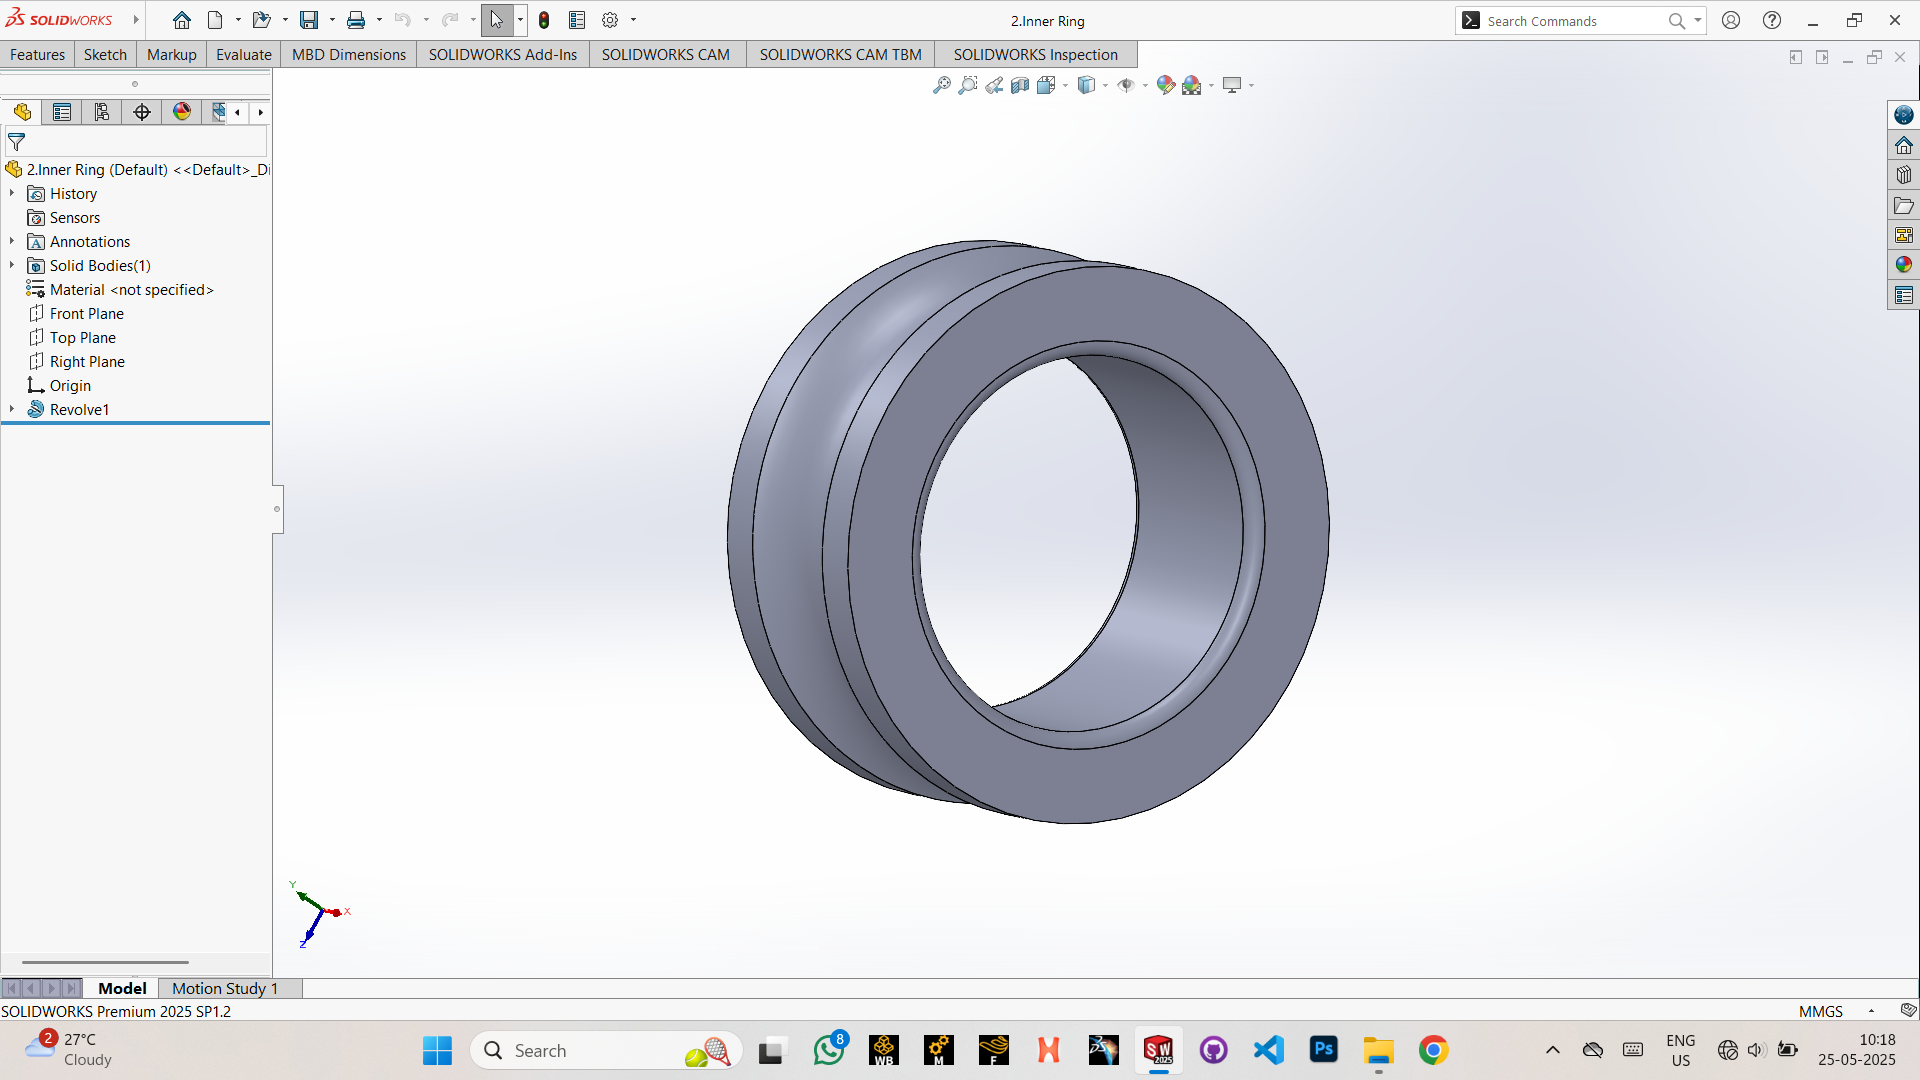 SOLIDWORKS
2.Inner Ring
Search Commands
Features
Sketch
Markup
Evaluate
MBD Dimensions
SOLIDWORKS Add-Ins
SOLIDWORKS CAM
SOLIDWORKS CAM TBM
SOLIDWORKS Inspection
2.Inner Ring (Default) <<Default>_Di
History
Sensors
Annotations
Solid Bodies(1)
Material <not specified>
Front Plane
Top Plane
Right Plane
Origin
Revolve1
Y
X
Z
Model
Motion Study 1
SOLIDWORKS Premium 2025 SP1.2
MMGS
2
27°C
Cloudy
Search
8
WB
M
F
SW
2025
Ps
ENG
US
10:18
25-05-2025